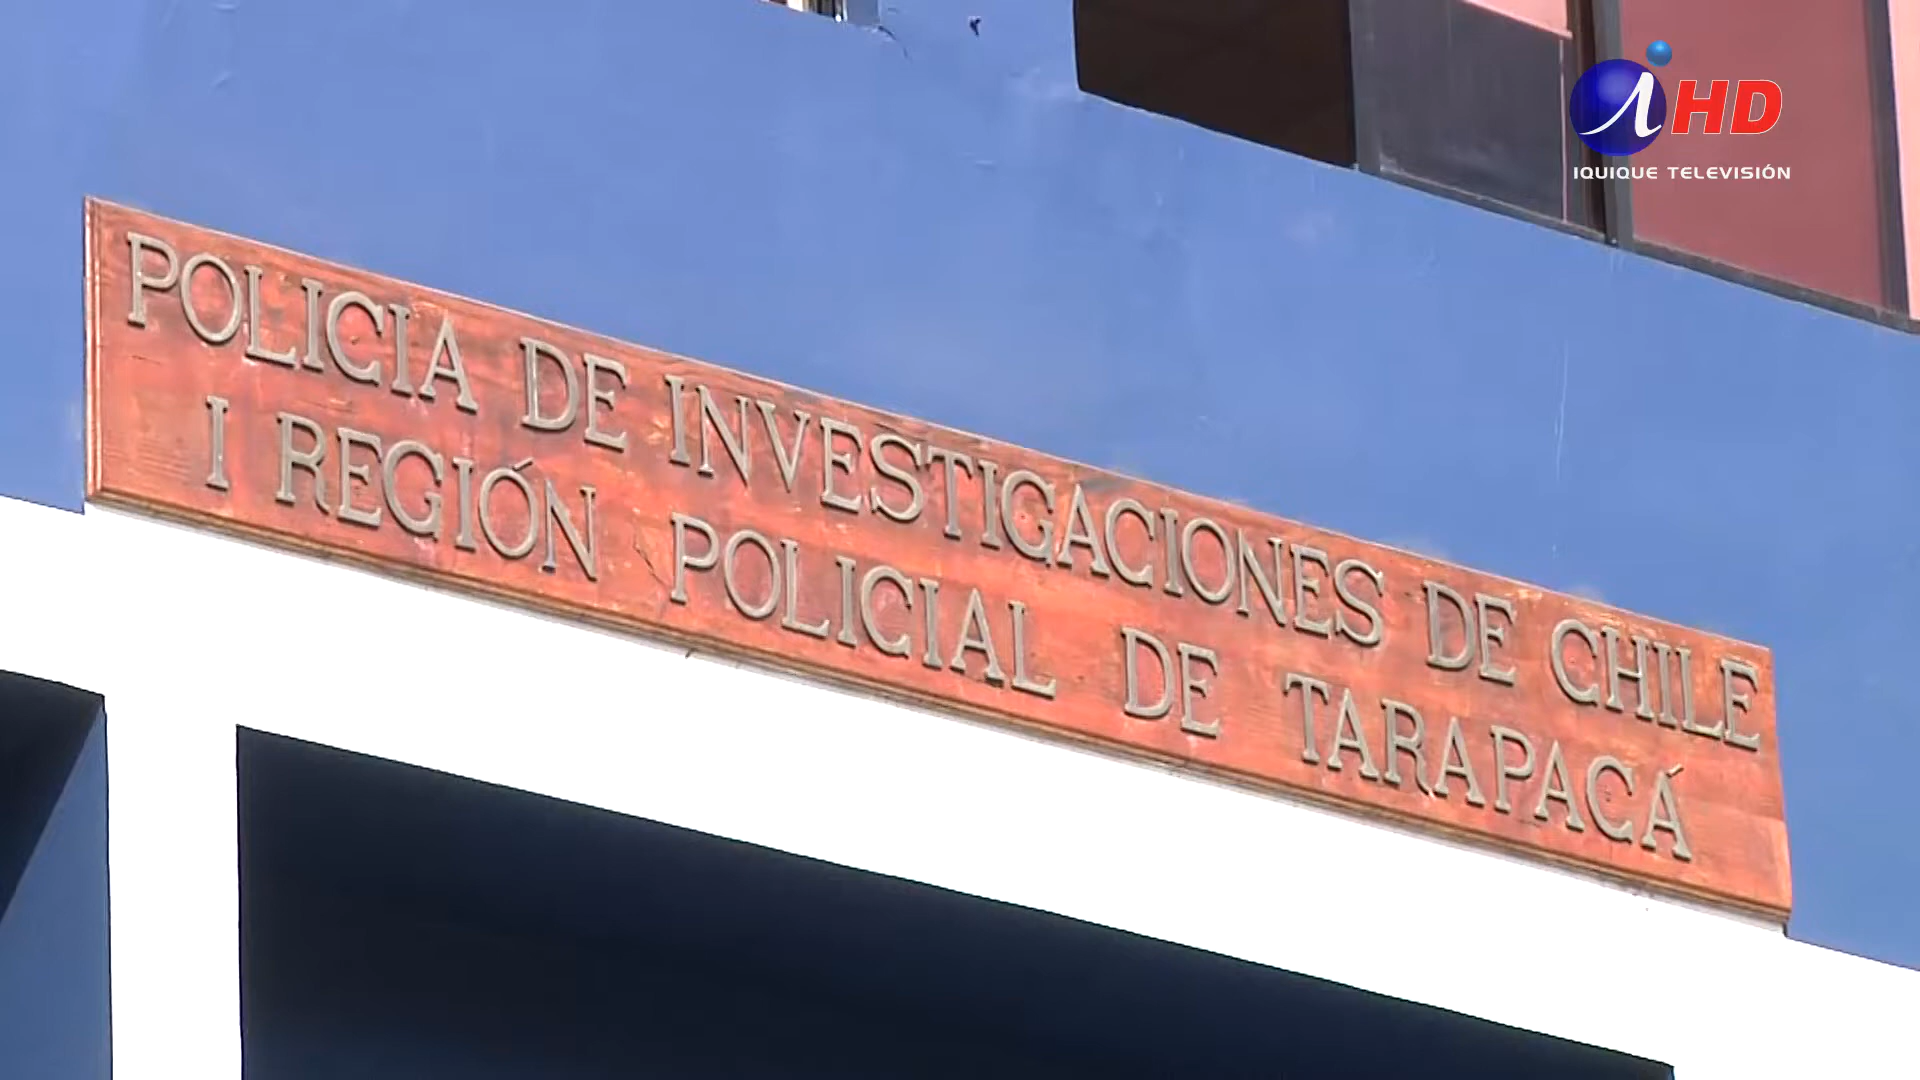 HD
IQUIQUE TELEVISIÓN
POLICIA DE INVESTIGACIONES DE CHILE
I REGIÓN POLICIAL DE TARAPACÁ